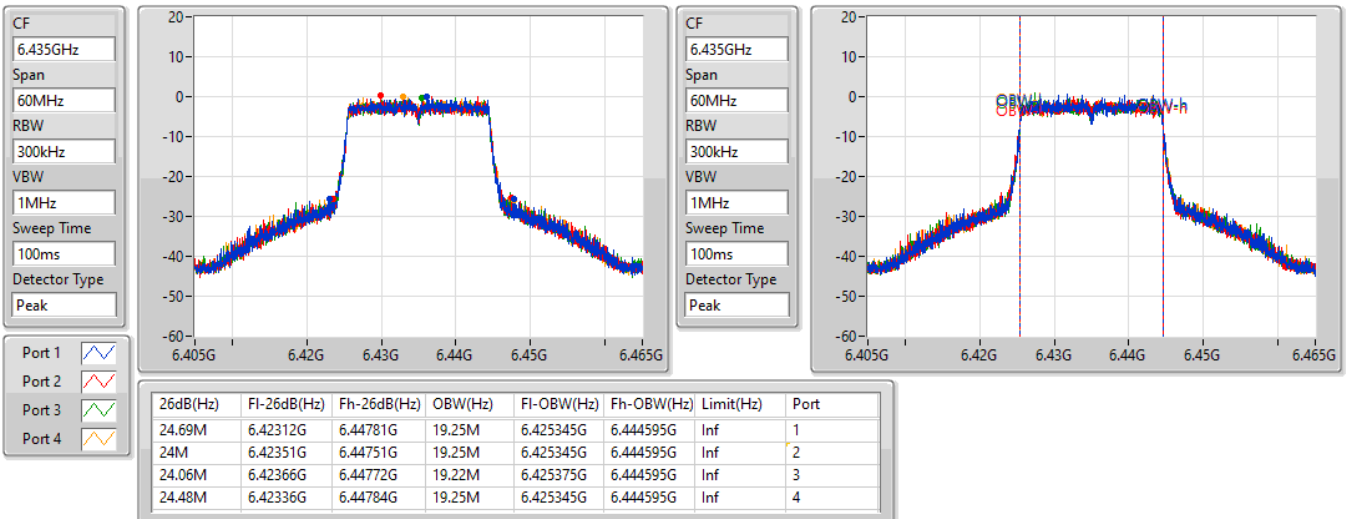 CF
6.435GHz
Span
60MHz
RBW
300kHz
VBW
1MHz
Sweep Time
100ms
Detector Type
Peak
Port 1
Port 2
Port 3
Port 4
20
10
0
-10
-20
-30
-40
-50
-60
6.405G 6.42G 6.43G 6.44G 6.45G 6.465G
CF
6.435GHz
Span
60MHz
RBW
300kHz
VBW
1MHz
Sweep Time
100ms
Detector Type
Peak
20
10
0
-10
-20
-30
-40
-50
-60
OBW-h
6.405G 6.42G 6.43G 6.44G 6.45G 6.465G
26dB(Hz) Fl-26dB(Hz) Fh-26dB(Hz) OBW(Hz) Fl-OBW(Hz) Fh-OBW(Hz) Limit(Hz) Port
24.69M 6.42312G 6.44781G 19.25M 6.425345G 6.444595G Inf 1
24M 6.42351G 6.44751G 19.25M 6.425345G 6.444595G Inf 2
24.06M 6.42366G 6.44772G 19.22M 6.425375G 6.444595G Inf 3
24.48M 6.42336G 6.44784G 19.25M 6.425345G 6.444595G Inf 4